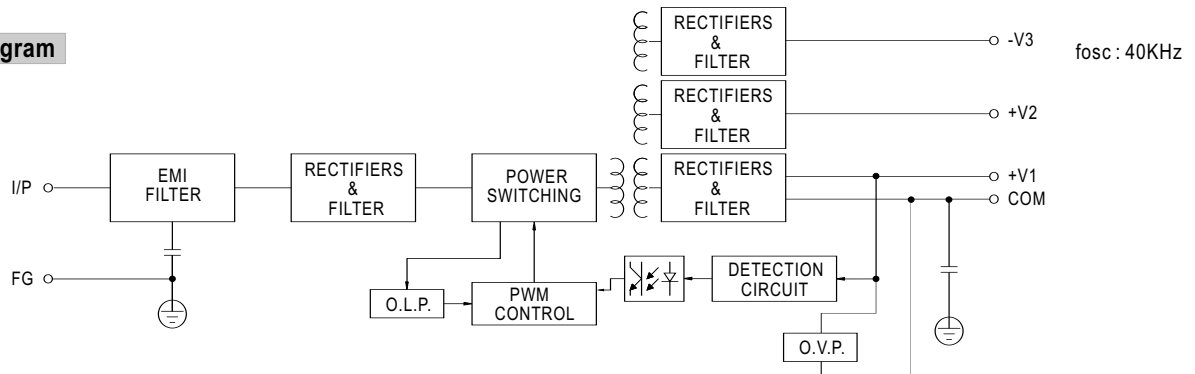 gram
RECTIFIERS
&
FILTER
-V3
fosc : 40KHz
RECTIFIERS
&
FILTER
+V2
I/P
EMI
FILTER
RECTIFIERS
&
FILTER
POWER
SWITCHING
RECTIFIERS
&
FILTER
+V1
COM
FG
O.L.P.
PWM
CONTROL
DETECTION
CIRCUIT
O.V.P.